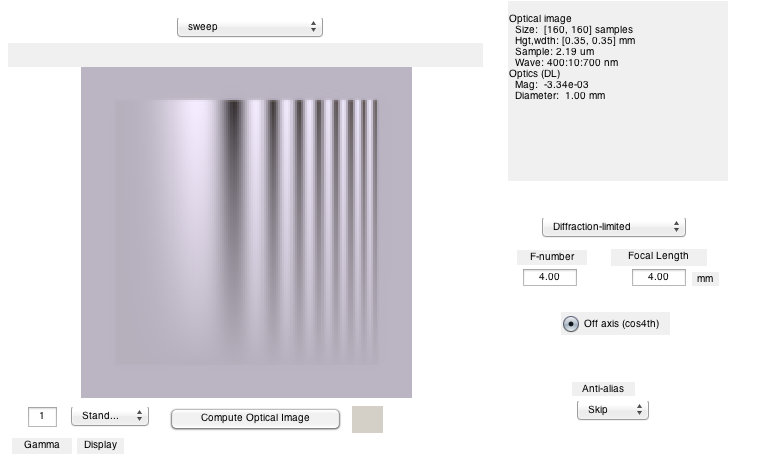 sweep
Optical image
Size: [160, 160] samples
Hgt,wdth: [0.35, 0.35] mm
Sample: 2.19 um
Wave: 400:10:700 nm
Optics (DL)
Mag: -3.34e-03
Diameter: 1.00 mm
Diffraction-limited
F-number
Focal Length
4.00
4.00
mm
Off axis (cos4th)
Anti-alias
Skip
1
Stand...
Compute Optical Image
Gamma
Display